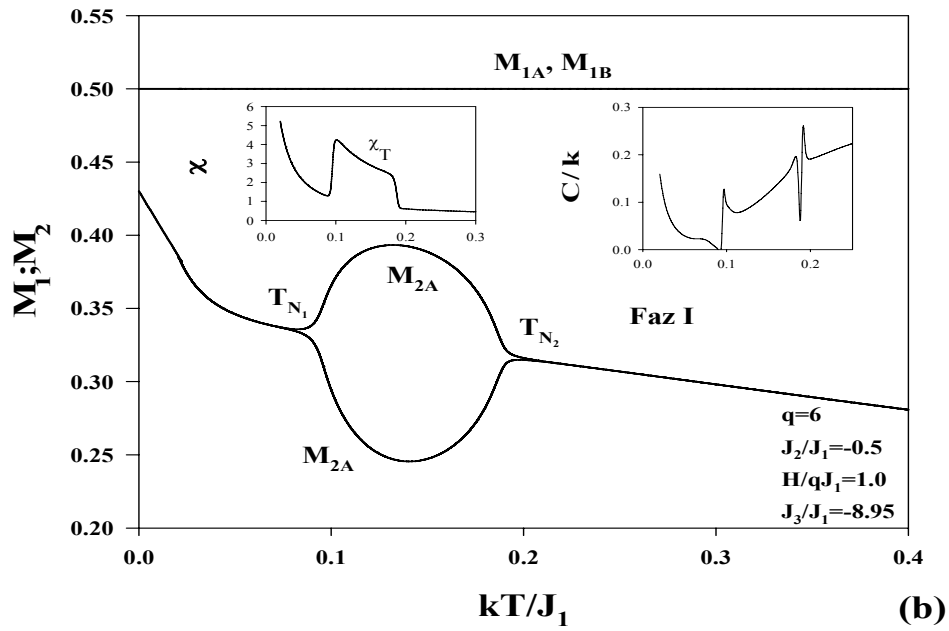 0.55
M1A, M1B
0.50
6
5
4
3
2
1
0
χ
χT
0.0 0.1 0.2 0.3
0.3
0.2
0.1
0.0
C/k
0.0 0.1 0.2
0.45
0.40
0.35
0.30
0.25
0.20
M1;M2
M2A
TN1
TN2
Faz I
M2A
q=6
J2/J1=-0.5
H/qJ1=1.0
J3/J1=-8.95
0.0 0.1 0.2 0.3 0.4
kT/J1
(b)